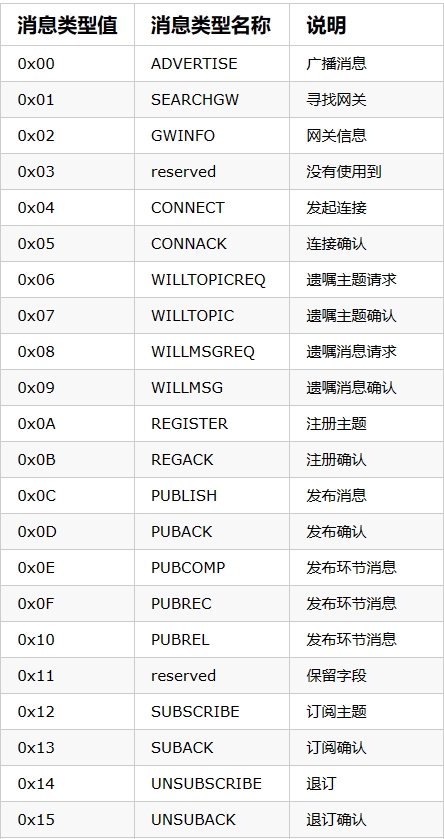 消息类型值 消息类型名称 说明
0x00 ADVERTISE 广播消息
0x01 SEARCHGW 寻找网关
0x02 GWINFO 网关信息
0x03 reserved 没有使用到
0x04 CONNECT 发起连接
0x05 CONNACK 连接确认
0x06 WILLTOPICREQ 遗嘱主题请求
0x07 WILLTOPIC 遗嘱主题确认
0x08 WILLMSGREQ 遗嘱消息请求
0x09 WILLMSG 遗嘱消息确认
0x0A REGISTER 注册主题
0x0B REGACK 注册确认
0x0C PUBLISH 发布消息
0x0D PUBACK 发布确认
0x0E PUBCOMP 发布环节消息
0x0F PUBREC 发布环节消息
0x10 PUBREL 发布环节消息
0x11 reserved 保留字段
0x12 SUBSCRIBE 订阅主题
0x13 SUBACK 订阅确认
0x14 UNSUBSCRIBE 退订
0x15 UNSUBACK 退订确认